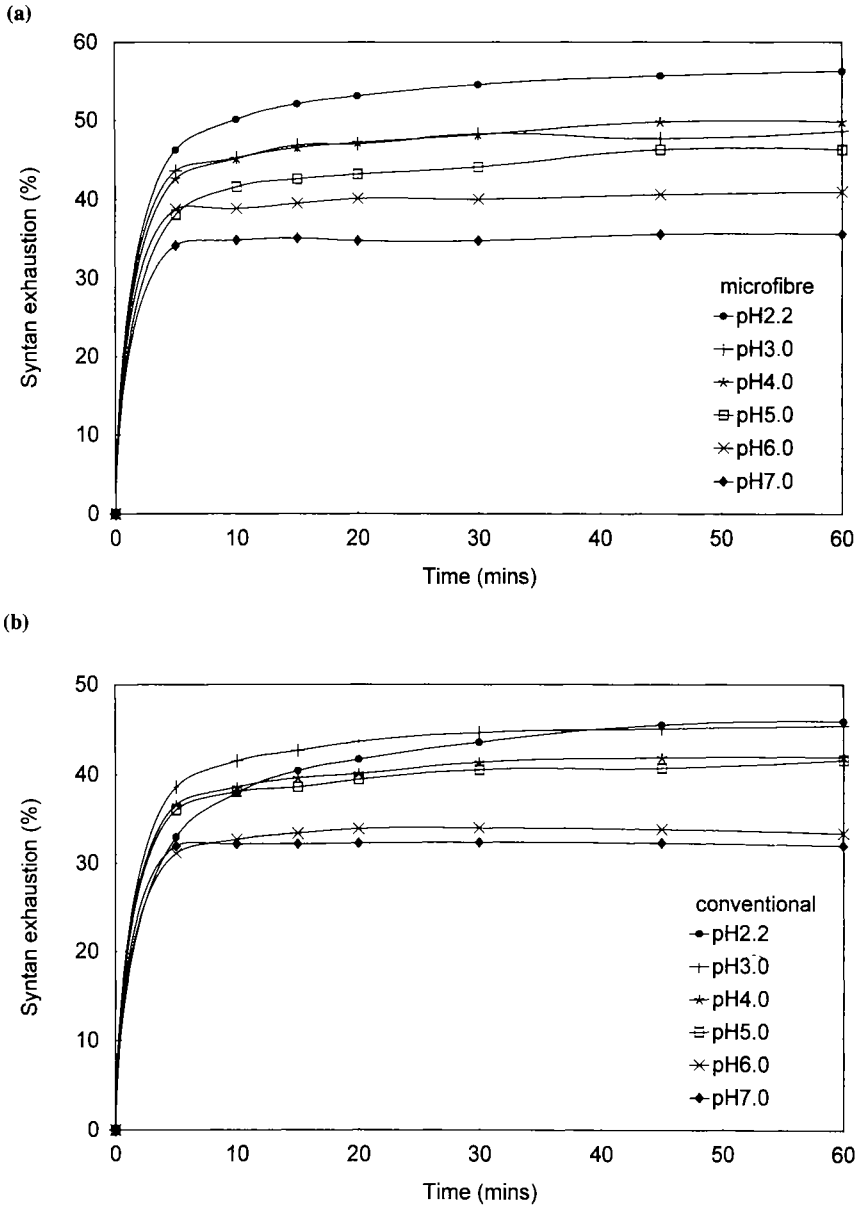 (a)
60
50
40
30
20
10
0
Syntan exhaustion (%)
microfibre
pH2.2
pH3.0
pH4.0
pH5.0
pH6.0
pH7.0
0 10 20 30 40 50 60
Time (mins)
(b)
50
40
30
20
10
0
Syntan exhaustion (%)
conventional
pH2.2
pH3.0
pH4.0
pH5.0
pH6.0
pH7.0
0 10 20 30 40 50 60
Time (mins)